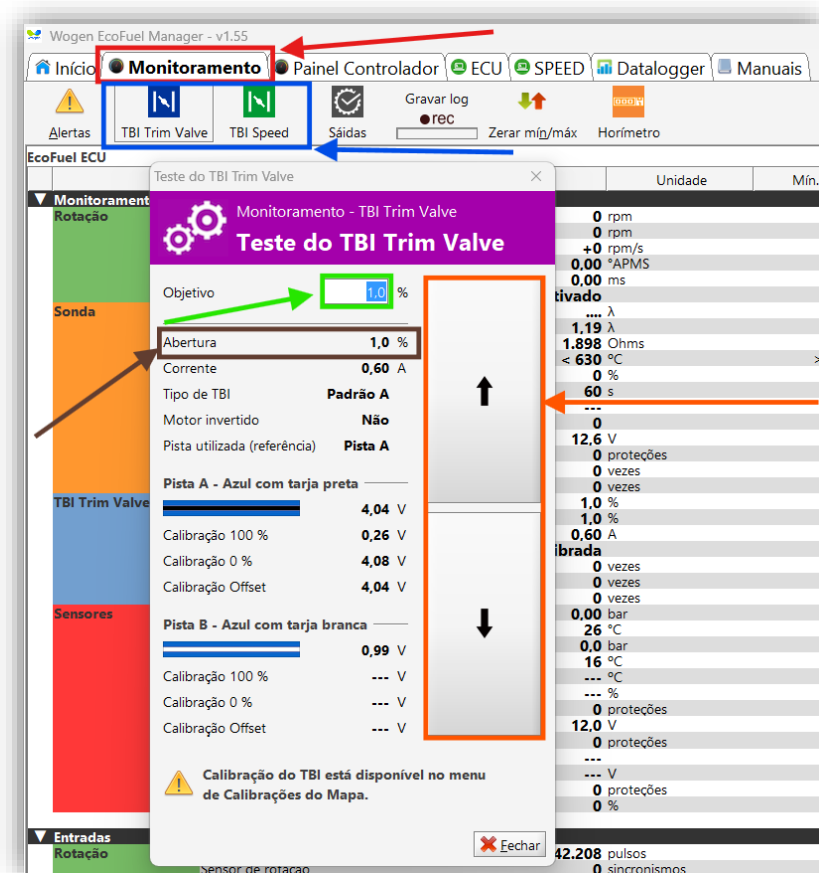 Wogen EcoFuel Manager - v1.55
Início Monitoramento Painel Controlador ECU SPEED Datalogger Manuais
Alertas TBI Trim Valve TBI Speed Sáidas Gravar log rec Zerar mín/máx Horímetro
EcoFuel ECU
Unidade Mín.
Teste do TBI Trim Valve
Monitoramento - TBI Trim Valve
Teste do TBI Trim Valve
Objetivo 1,0 %
Abertura 1,0 %
Corrente 0,60 A
Tipo de TBI Padrão A
Motor invertido Não
Pista utilizada (referência) Pista A
Pista A - Azul com tarja preta
4,04 V
Calibração 100 % 0,26 V
Calibração 0 % 4,08 V
Calibração Offset 4,04 V
Pista B - Azul com tarja branca
0,99 V
Calibração 100 % --- V
Calibração 0 % --- V
Calibração Offset --- V
Calibração do TBI está disponível no menu
de Calibrações do Mapa.
Fechar
Monitorament
Rotação 0 rpm
0 rpm
+0 rpm/s
0,00 °APMS
0,00 ms
tivado
Sonda .... λ
1,19 λ
1.898 Ohms
< 630 °C >
0 %
60 s
---
0
12,6 V
0 proteções
0 vezes
0 vezes
TBI Trim Valve 1,0 %
1,0 %
0,60 A
ibrada
0 vezes
0 vezes
0 vezes
Sensores 0,00 bar
26 °C
0,0 bar
16 °C
--- °C
--- %
0 proteções
12,0 V
0 proteções
---
--- V
0 proteções
0 %
Entradas
Rotação 42.208 pulsos
Sensor de rotação 0 sincronismos